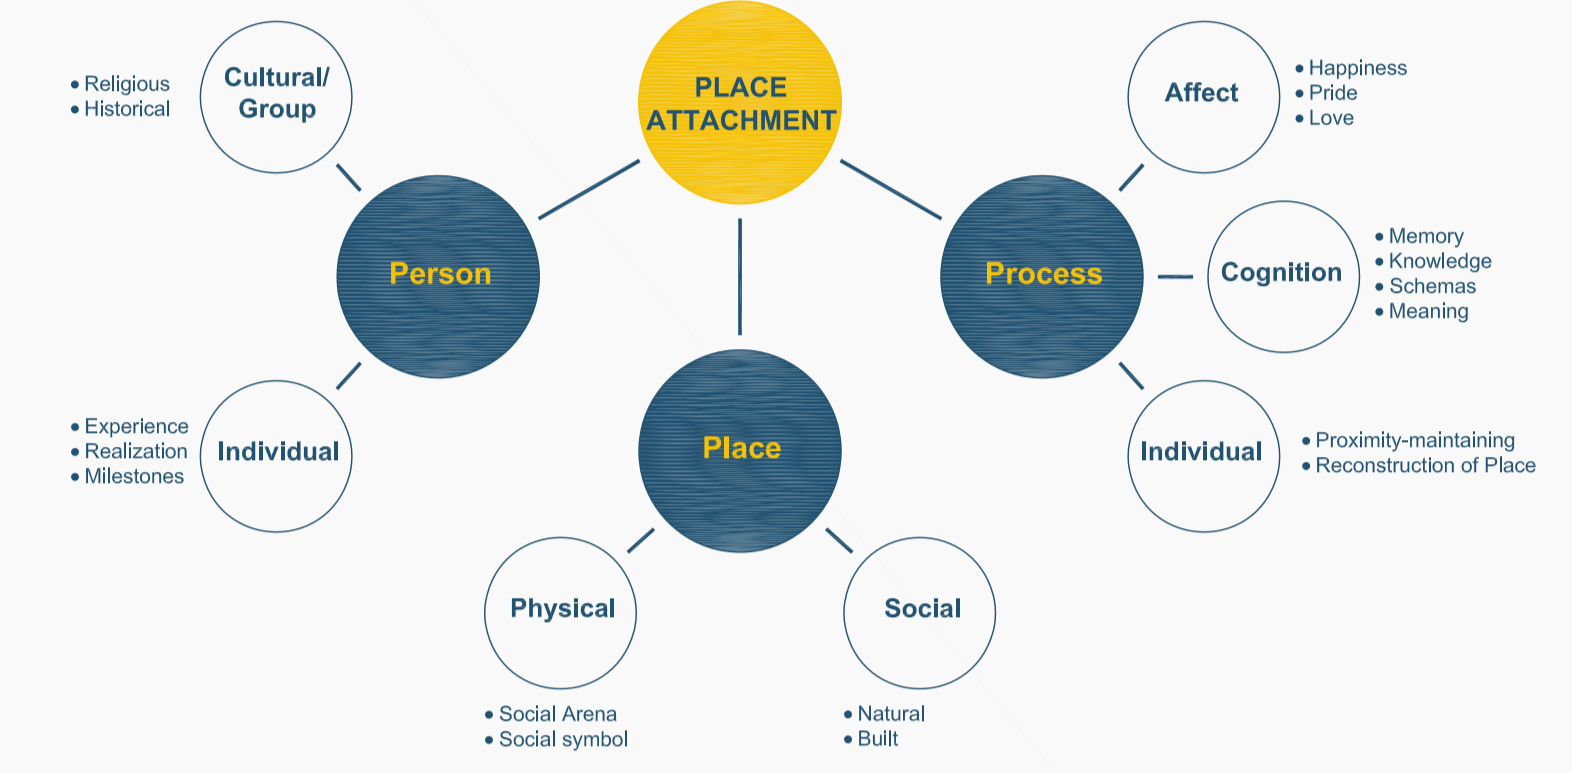 PLACE
ATTACHMENT
Person
Cultural/
Group
• Religious
• Historical
Individual
• Experience
• Realization
• Milestones
Place
Physical
• Social Arena
• Social symbol
Social
• Natural
• Built
Process
Affect
• Happiness
• Pride
• Love
Cognition
• Memory
• Knowledge
• Schemas
• Meaning
Individual
• Proximity-maintaining
• Reconstruction of Place